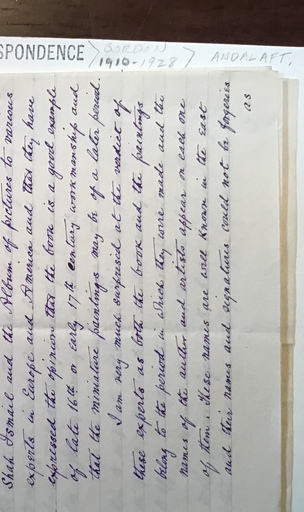 Shah Ismail and the Album of pictures to various
experts in Europe and America and that they have
expressed the opinion that the book is a good example
of late 16th or early 17th century workmanship and
that the miniature paintings may be of a later period.
I am very much surprised at the verdict of
these experts as both the book and the paintings
belong to the period in which they were made and the
names of the author and artists appear on each one
of them. These names are well known in the East
and their names and signatures could not be forgeries
as
SPONDENCE
1910-1928
ANDALAFT,